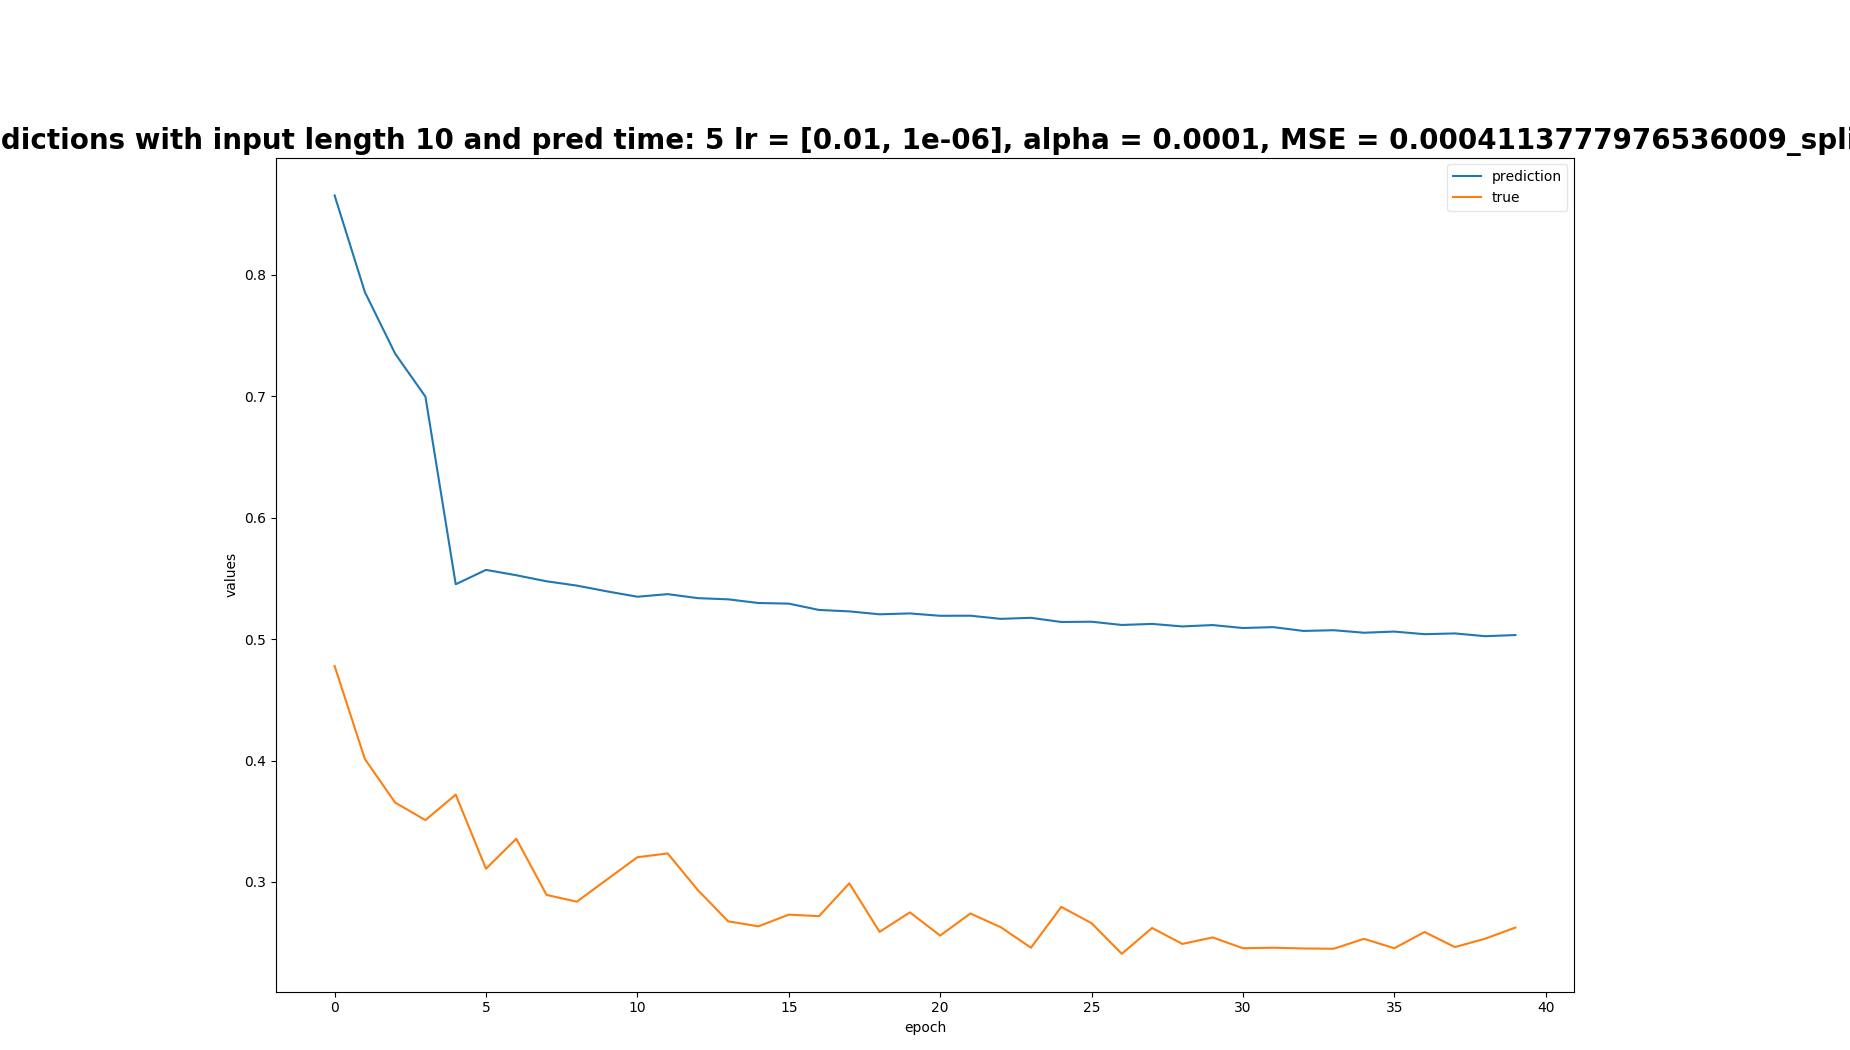 dictions with input length 10 and pred time: 5 lr = [0.01, 1e-06], alpha = 0.0001, MSE = 0.0004113777976536009_spli
prediction
true
values
0.8
0.7
0.6
0.5
0.4
0.3
0 5 10 15 20 25 30 35 40
epoch